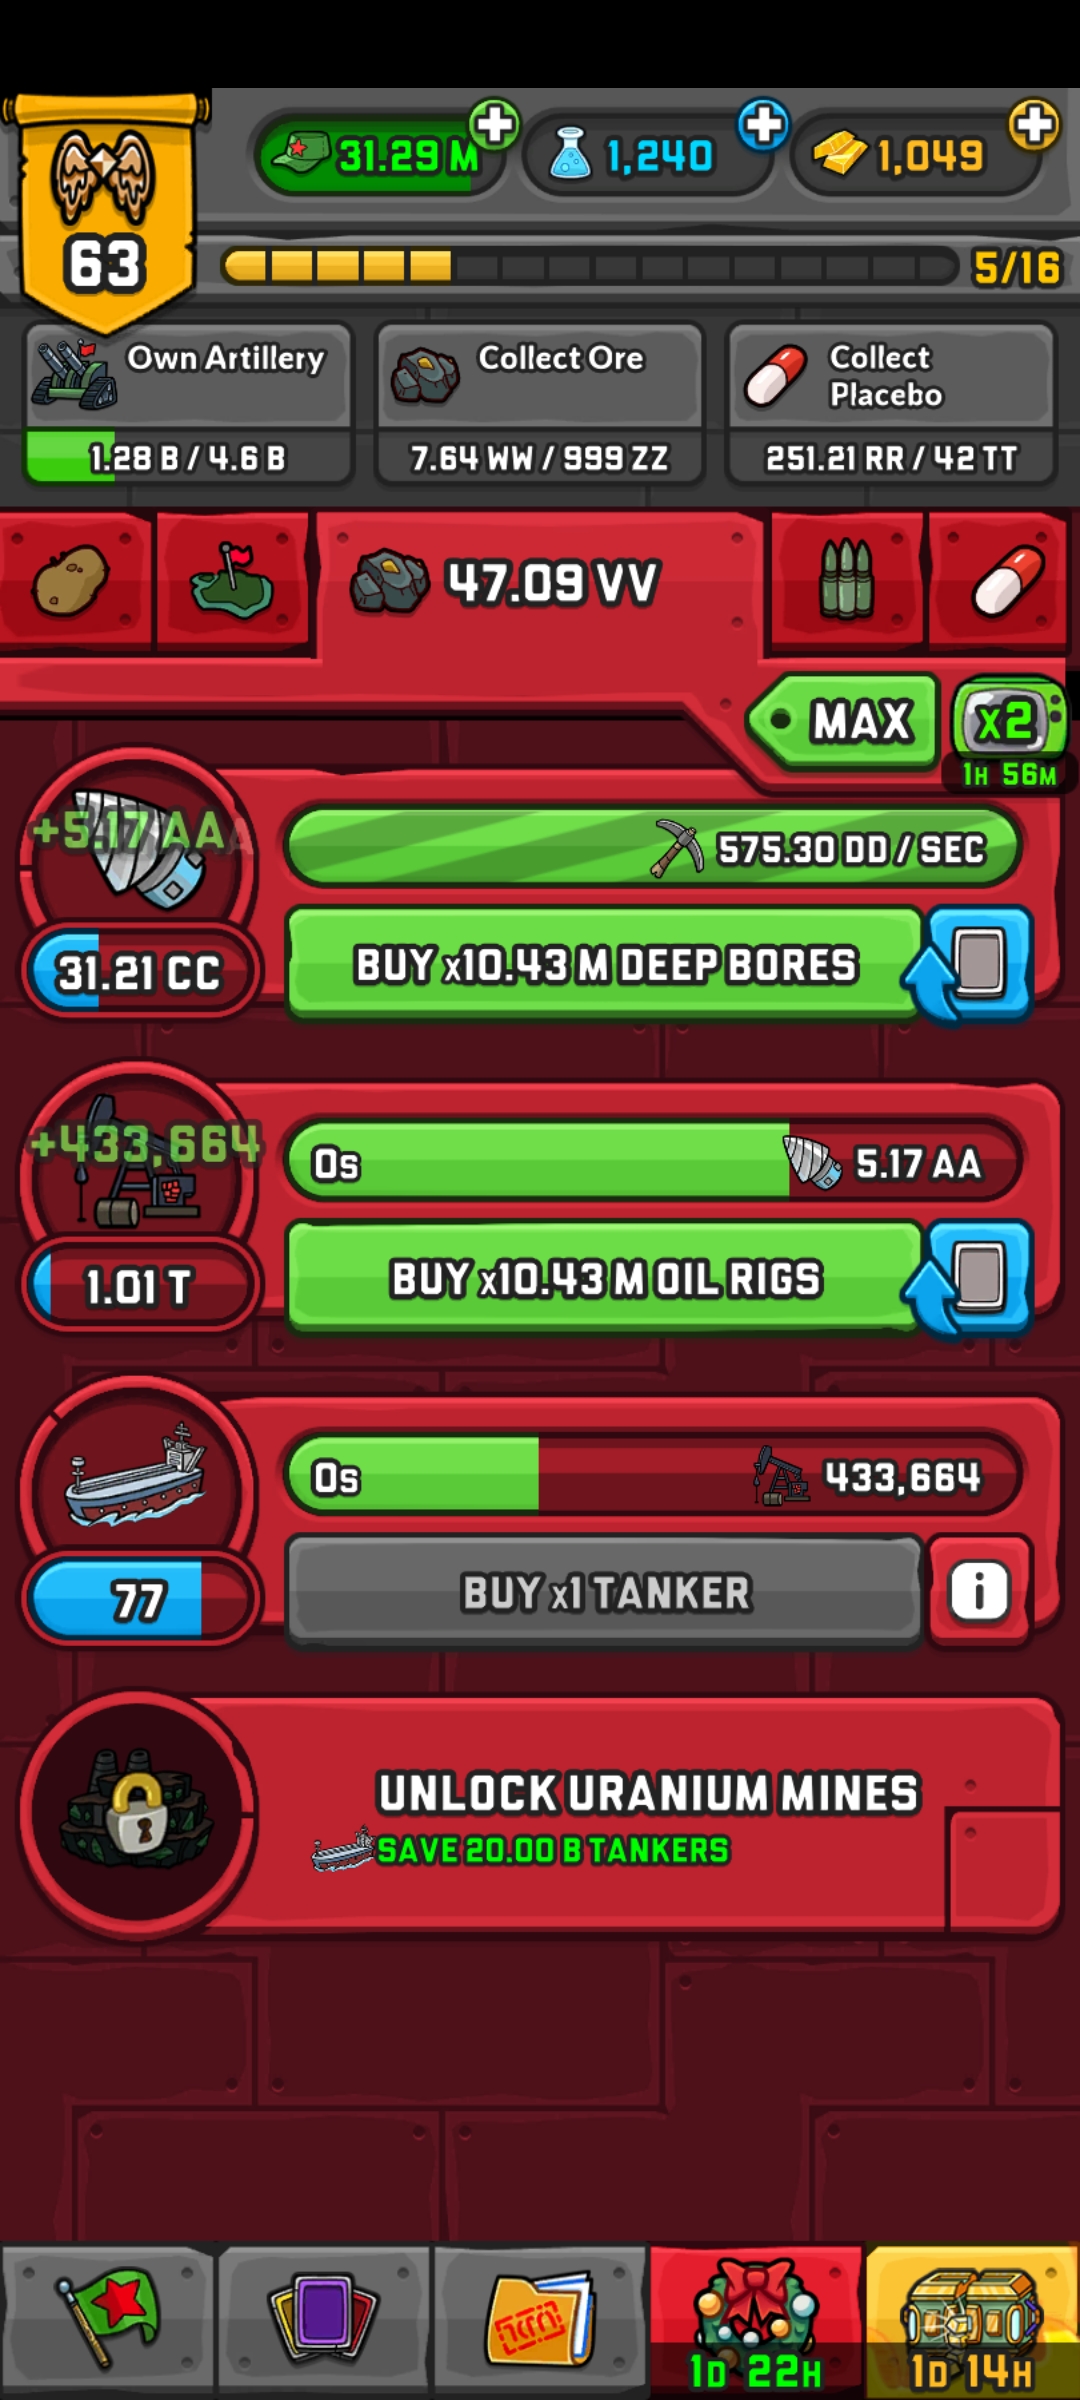 31.29 M
1,240
1,049
63
5/16
Own Artillery
1.28 B / 4.6 B
Collect Ore
7.64 WW / 999 ZZ
Collect
Placebo
251.21 RR / 42 TT
47.09 VV
MAX
x2
1H 56M
+5.17 AA
575.30 DD / SEC
31.21 CC
BUY x10.43 M DEEP BORES
+433,664
0s
5.17 AA
1.01 T
BUY x10.43 M OIL RIGS
0s
433,664
77
BUY x1 TANKER
i
UNLOCK URANIUM MINES
SAVE 20.00 B TANKERS
1D 22H
1D 14H